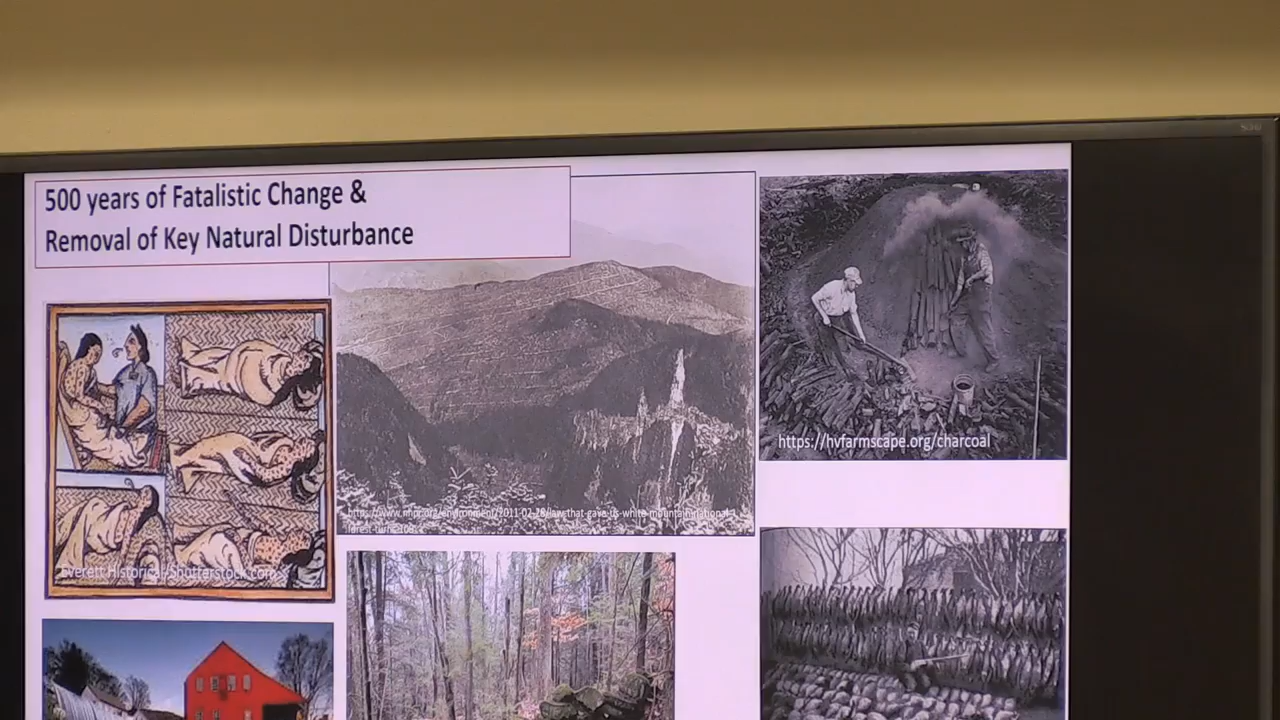 500 years of Fatalistic Change &
Removal of Key Natural Disturbance
https://hvfarmscape.org/charcoal
Everett Historical/Shutterstock.com